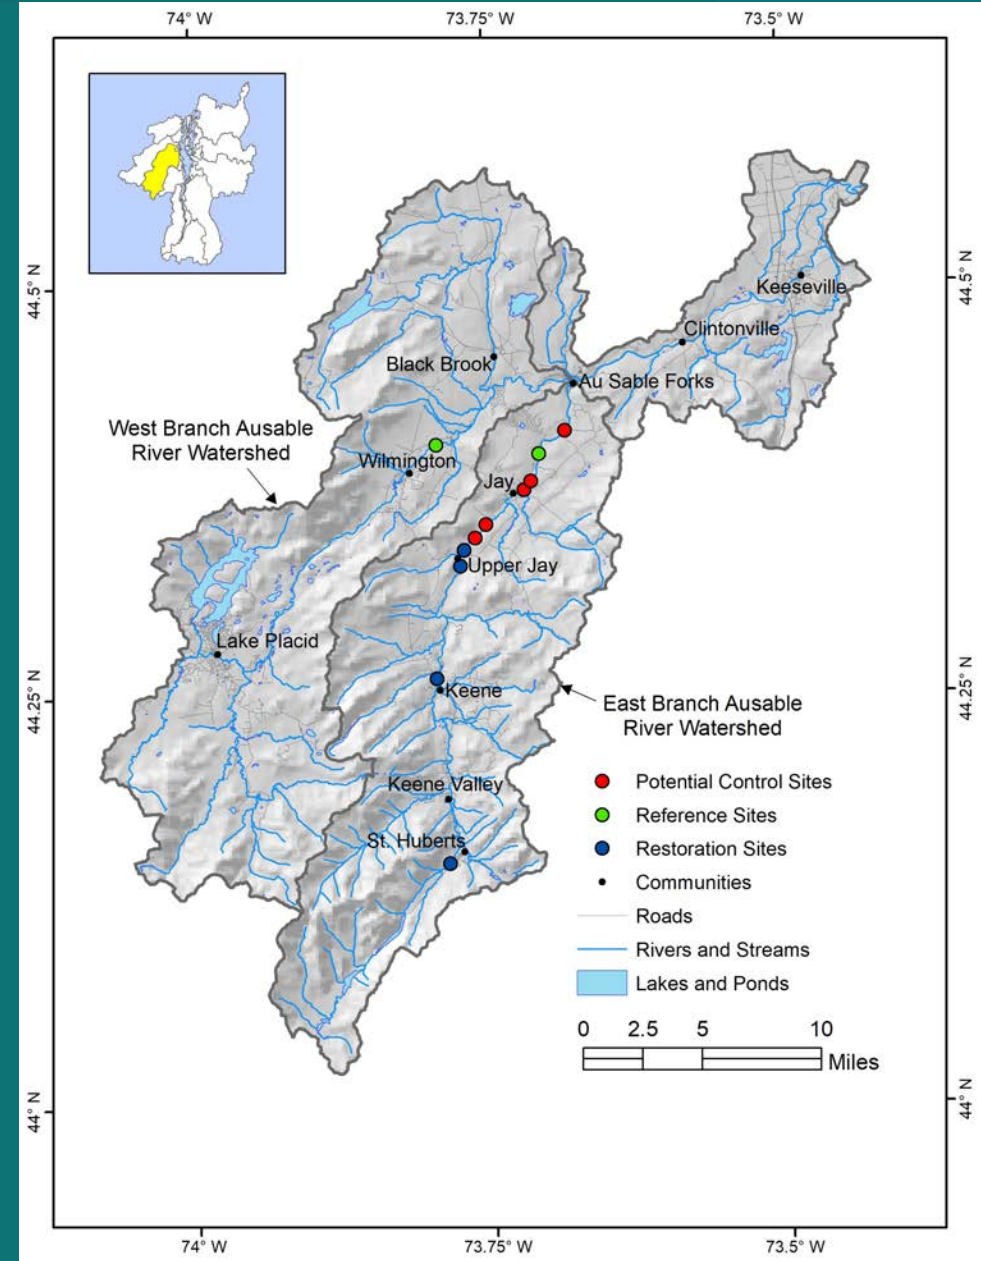 74° W
73.75° W
73.5° W
44.5° N
44.5° N
Keeseville
Clintonville
Black Brook
Au Sable Forks
West Branch Ausable
River Watershed
Wilmington
Jay
Upper Jay
Lake Placid
Keene
44.25° N
44.25° N
East Branch Ausable
River Watershed
Keene Valley
St. Huberts
Potential Control Sites
Reference Sites
Restoration Sites
Communities
Roads
Rivers and Streams
Lakes and Ponds
0 2.5 5 10
Miles
44° N
44° N
74° W
73.75° W
73.5° W